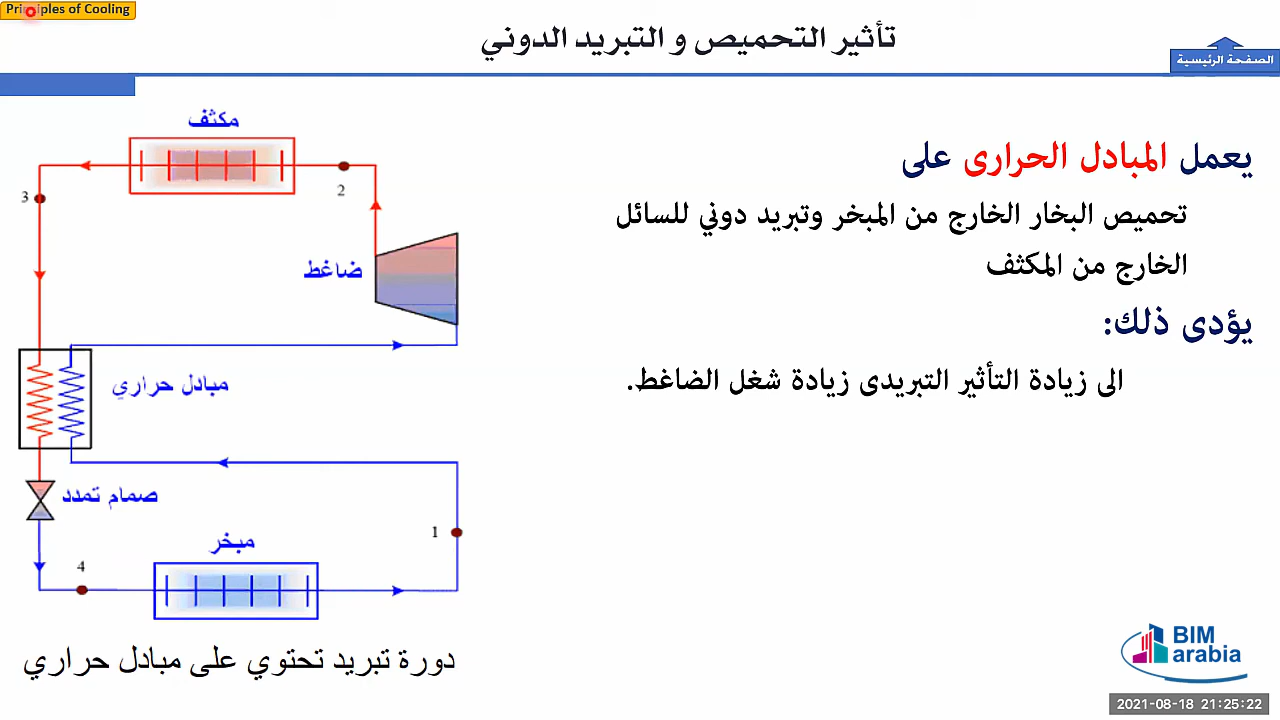 Principles of Cooling
تأثير التحميص و التبريد الدوني
الصفحة الرئيسية
يعمل المبادل الحرارى على
تحميص البخار الخارج من المبخر وتبريد دوني للسائل
الخارج من المكثف
يؤدى ذلك:
الى زيادة التأثير التبريدى زيادة شغل الضاغط.
مكثف
2
3
ضاغط
مبادل حراري
صمام تمدد
1
مبخر
4
دورة تبريد تحتوي على مبادل حراري
BIM
arabia
2021-08-18 21:25:22